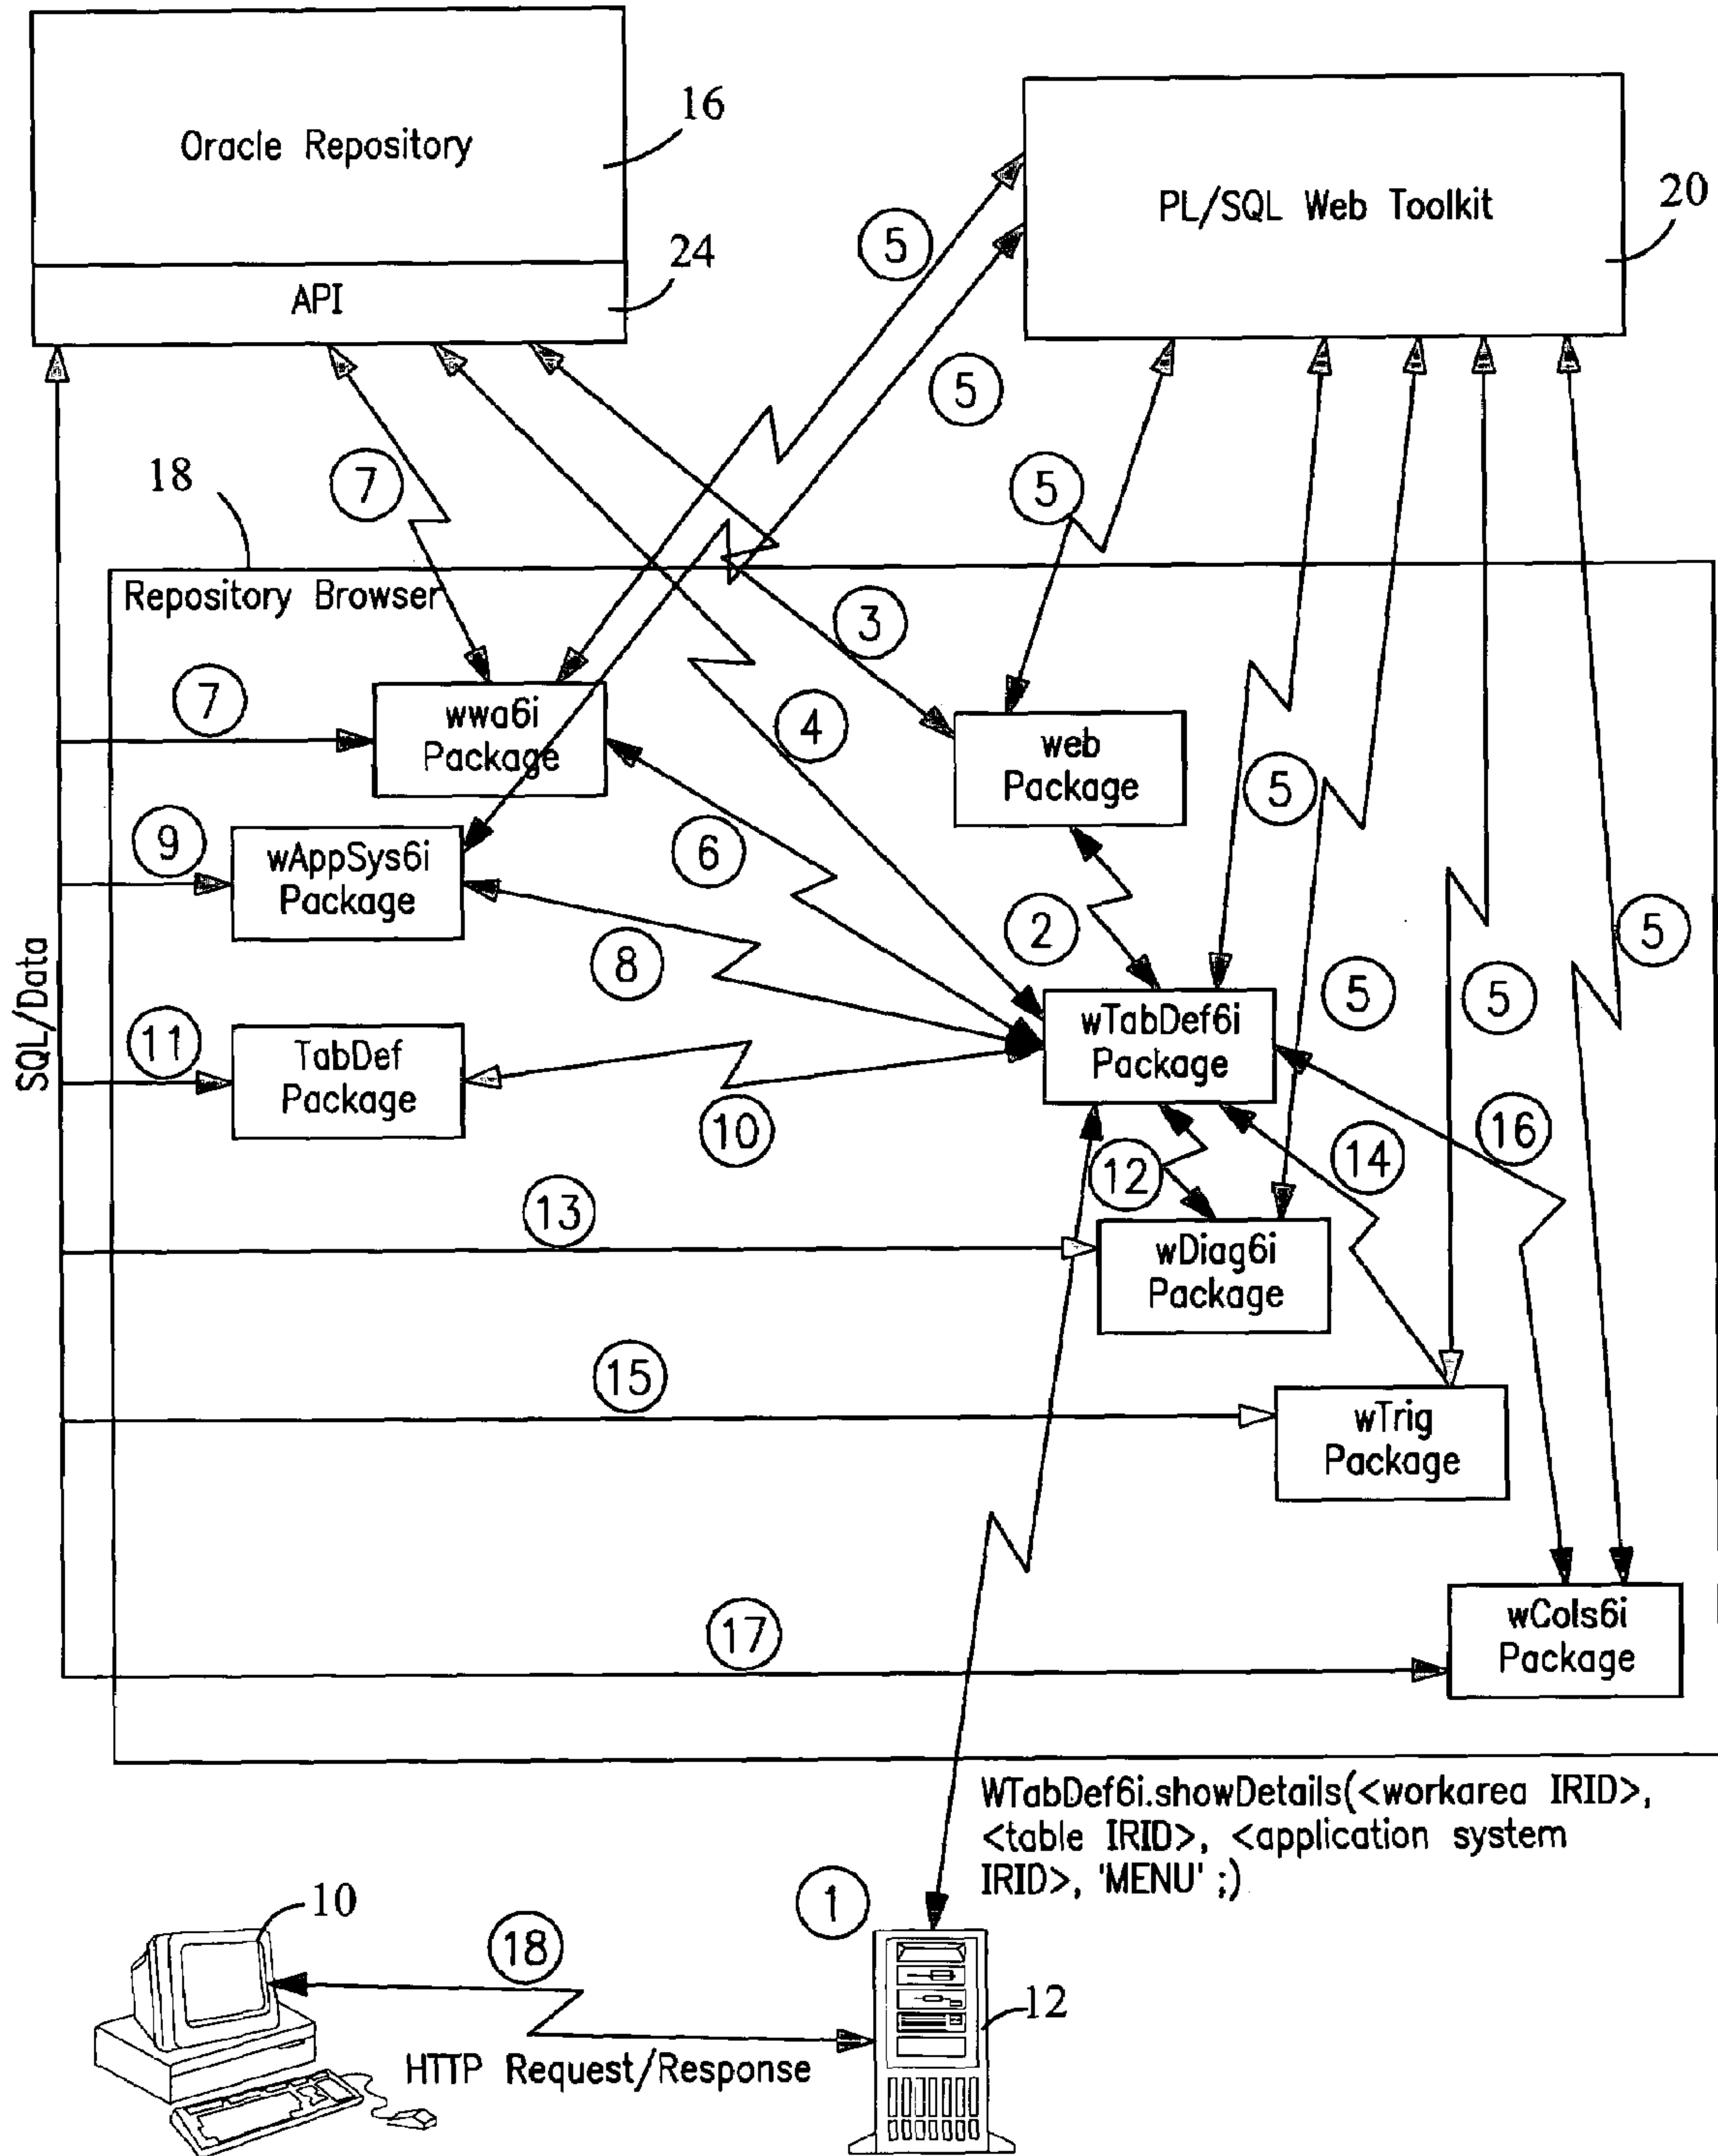 Oracle Repository
16
API
24
PL/SQL Web Toolkit
20
5
5
7
5
18
Repository Browser
3
7
wwa6i
Package
4
web
Package
5
9
wAppSys6i
Package
6
8
2
5
SQL/Data
11
TabDef
Package
10
wTabDef6i
Package
5
5
12
14
16
13
wDiag6i
Package
15
wTrig
Package
17
wCols6i
Package
WTabDef6i.showDetails(<workarea IRID>,
<table IRID>, <application system
IRID>, 'MENU' ;)
1
10
18
12
HTTP Request/Response